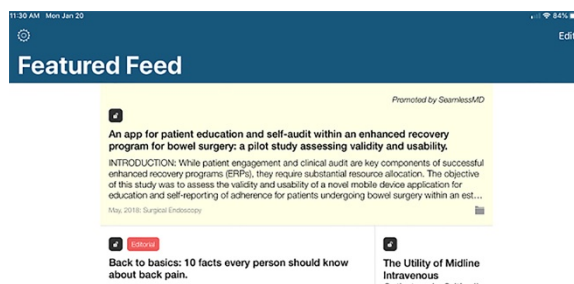 11:30 AM Mon Jan 20
84%
Edit
Featured Feed
Promoted by SeamlessMD
An app for patient education and self-audit within an enhanced recovery
program for bowel surgery: a pilot study assessing validity and usability.
INTRODUCTION: While patient engagement and clinical audit are key components of successful
enhanced recovery programs (ERPs), they require substantial resource allocation. The objective
of this study was to assess the validity and usability of a novel mobile device application for
education and self-reporting of adherence for patients undergoing bowel surgery within an est...
May, 2018: Surgical Endoscopy
Editorial
Back to basics: 10 facts every person should know
about back pain.
The Utility of Midline
Intravenous